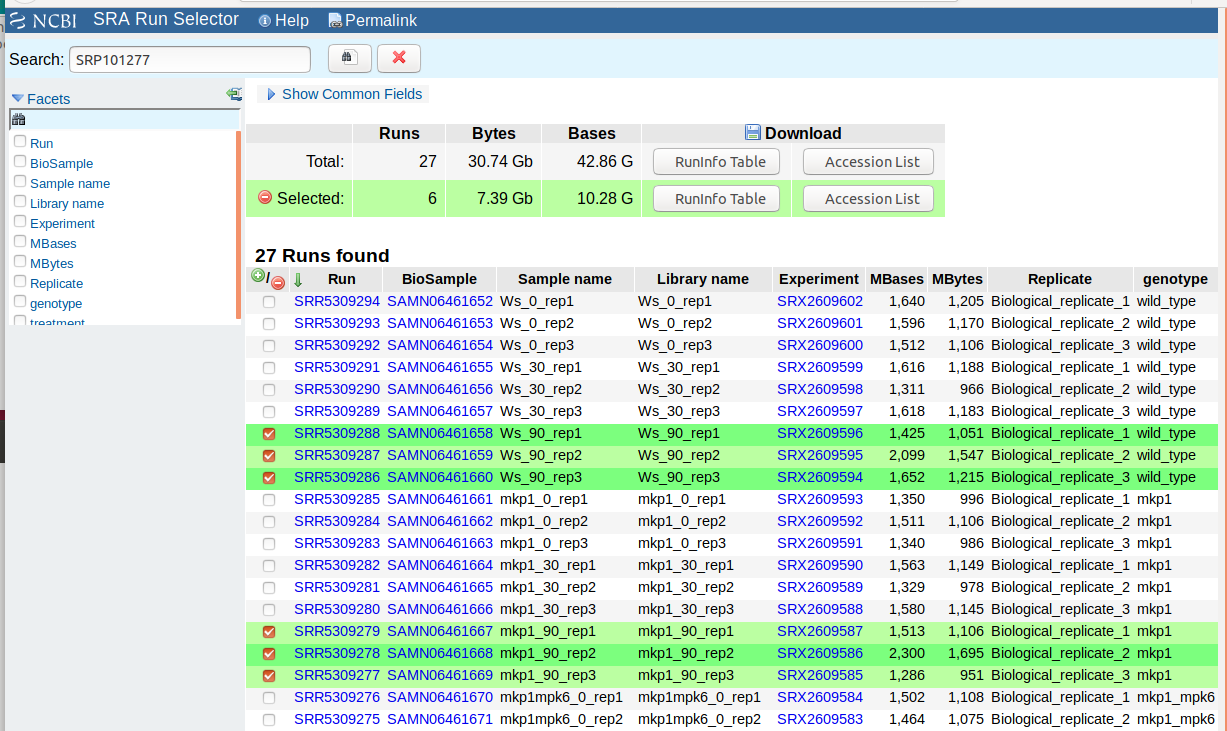 NCBI SRA Run Selector Help Permalink
Search: SRP101277
Facets
Show Common Fields
Run
BioSample
Sample name
Library name
Experiment
MBases
MBytes
Replicate
genotype
treatment
Runs Bytes Bases Download
Total: 27 30.74 Gb 42.86 G RunInfo Table Accession List
Selected: 6 7.39 Gb 10.28 G RunInfo Table Accession List
27 Runs found
/ Run BioSample Sample name Library name Experiment MBases MBytes Replicate genotype
SRR5309294 SAMN06461652 Ws_0_rep1 Ws_0_rep1 SRX2609602 1,640 1,205 Biological_replicate_1 wild_type
SRR5309293 SAMN06461653 Ws_0_rep2 Ws_0_rep2 SRX2609601 1,596 1,170 Biological_replicate_2 wild_type
SRR5309292 SAMN06461654 Ws_0_rep3 Ws_0_rep3 SRX2609600 1,512 1,106 Biological_replicate_3 wild_type
SRR5309291 SAMN06461655 Ws_30_rep1 Ws_30_rep1 SRX2609599 1,616 1,188 Biological_replicate_1 wild_type
SRR5309290 SAMN06461656 Ws_30_rep2 Ws_30_rep2 SRX2609598 1,311 966 Biological_replicate_2 wild_type
SRR5309289 SAMN06461657 Ws_30_rep3 Ws_30_rep3 SRX2609597 1,618 1,183 Biological_replicate_3 wild_type
SRR5309288 SAMN06461658 Ws_90_rep1 Ws_90_rep1 SRX2609596 1,425 1,051 Biological_replicate_1 wild_type
SRR5309287 SAMN06461659 Ws_90_rep2 Ws_90_rep2 SRX2609595 2,099 1,547 Biological_replicate_2 wild_type
SRR5309286 SAMN06461660 Ws_90_rep3 Ws_90_rep3 SRX2609594 1,652 1,215 Biological_replicate_3 wild_type
SRR5309285 SAMN06461661 mkp1_0_rep1 mkp1_0_rep1 SRX2609593 1,350 996 Biological_replicate_1 mkp1
SRR5309284 SAMN06461662 mkp1_0_rep2 mkp1_0_rep2 SRX2609592 1,511 1,106 Biological_replicate_2 mkp1
SRR5309283 SAMN06461663 mkp1_0_rep3 mkp1_0_rep3 SRX2609591 1,340 986 Biological_replicate_3 mkp1
SRR5309282 SAMN06461664 mkp1_30_rep1 mkp1_30_rep1 SRX2609590 1,563 1,149 Biological_replicate_1 mkp1
SRR5309281 SAMN06461665 mkp1_30_rep2 mkp1_30_rep2 SRX2609589 1,329 978 Biological_replicate_2 mkp1
SRR5309280 SAMN06461666 mkp1_30_rep3 mkp1_30_rep3 SRX2609588 1,580 1,145 Biological_replicate_3 mkp1
SRR5309279 SAMN06461667 mkp1_90_rep1 mkp1_90_rep1 SRX2609587 1,513 1,106 Biological_replicate_1 mkp1
SRR5309278 SAMN06461668 mkp1_90_rep2 mkp1_90_rep2 SRX2609586 2,300 1,695 Biological_replicate_2 mkp1
SRR5309277 SAMN06461669 mkp1_90_rep3 mkp1_90_rep3 SRX2609585 1,286 951 Biological_replicate_3 mkp1
SRR5309276 SAMN06461670 mkp1mpk6_0_rep1 mkp1mpk6_0_rep1 SRX2609584 1,502 1,108 Biological_replicate_1 mkp1_mpk6
SRR5309275 SAMN06461671 mkp1mpk6_0_rep2 mkp1mpk6_0_rep2 SRX2609583 1,464 1,075 Biological_replicate_2 mkp1_mpk6